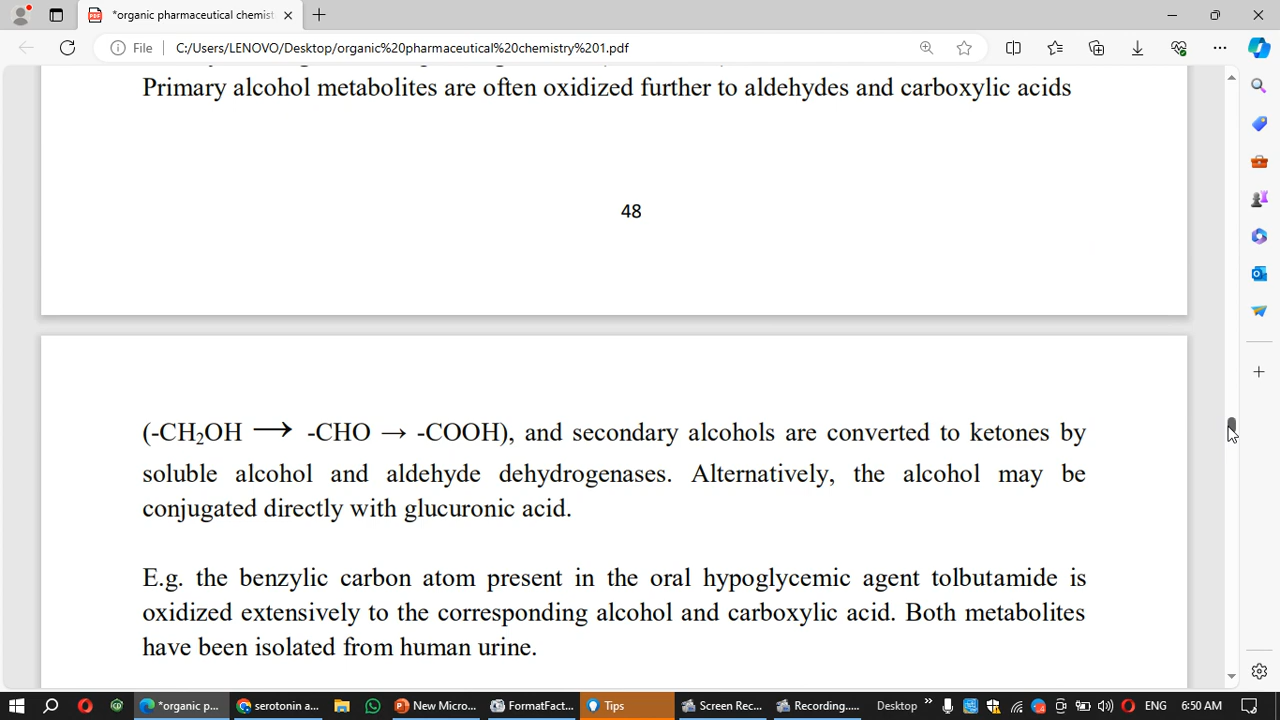 *organic pharmaceutical chemist
File
C:/Users/LENOVO/Desktop/organic%20pharmaceutical%20chemistry%201.pdf
Primary alcohol metabolites are often oxidized further to aldehydes and carboxylic acids
48
(-CH₂OH → -CHO → -COOH), and secondary alcohols are converted to ketones by
soluble alcohol and aldehyde dehydrogenases. Alternatively, the alcohol may be
conjugated directly with glucuronic acid.
E.g. the benzylic carbon atom present in the oral hypoglycemic agent tolbutamide is
oxidized extensively to the corresponding alcohol and carboxylic acid. Both metabolites
have been isolated from human urine.
*organic p... serotonin a... New Micro... FormatFact... Tips Screen Rec... Recording.... Desktop » ENG 6:50 AM